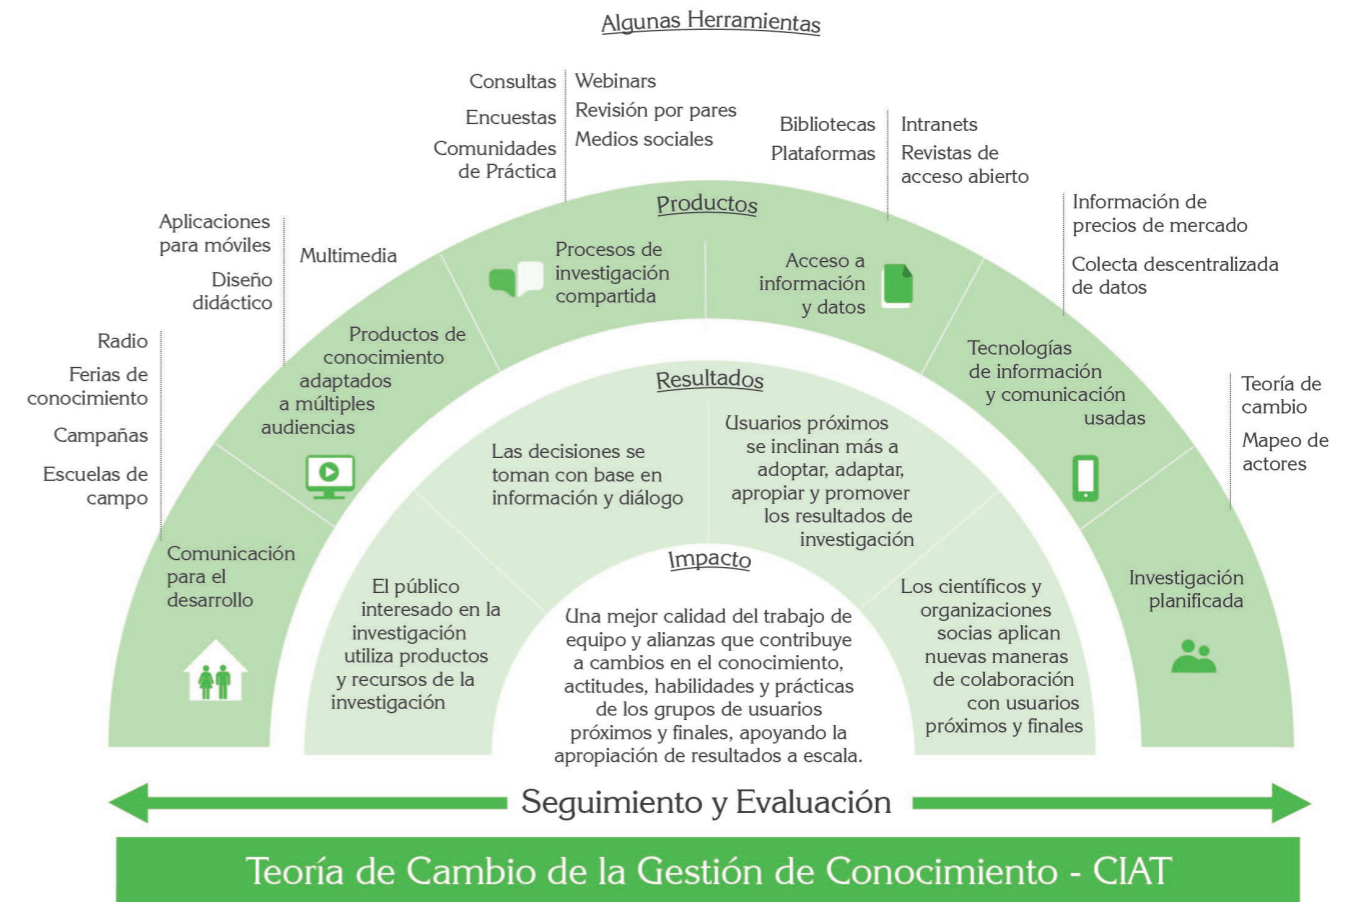 Algunas Herramientas
Consultas
Encuestas
Comunidades
de Práctica
Webinars
Revisión por pares
Medios sociales
Bibliotecas
Plataformas
Intranets
Revistas de
acceso abierto
Aplicaciones
para móviles
Diseño
didáctico
Multimedia
Información de
precios de mercado
Colecta descentralizada
de datos
Radio
Ferias de
conocimiento
Campañas
Escuelas de
campo
Teoría de
cambio
Mapeo de
actores
Productos
Comunicación
para el
desarrollo
Productos de
conocimiento
adaptados
a múltiples
audiencias
Procesos de
investigación
compartida
Acceso a
información
y datos
Tecnologías
de información
y comunicación
usadas
Investigación
planificada
Resultados
El público
interesado en la
investigación
utiliza productos
y recursos de la
investigación
Las decisiones se
toman con base en
información y diálogo
Usuarios próximos
se inclinan más a
adoptar, adaptar,
apropiar y promover
los resultados de
investigación
Los científicos y
organizaciones
socias aplican
nuevas maneras
de colaboración
con usuarios
próximos y finales
Impacto
Una mejor calidad del trabajo de
equipo y alianzas que contribuye
a cambios en el conocimiento,
actitudes, habilidades y prácticas
de los grupos de usuarios
próximos y finales, apoyando la
apropiación de resultados a escala.
Seguimiento y Evaluación
Teoría de Cambio de la Gestión de Conocimiento - CIAT